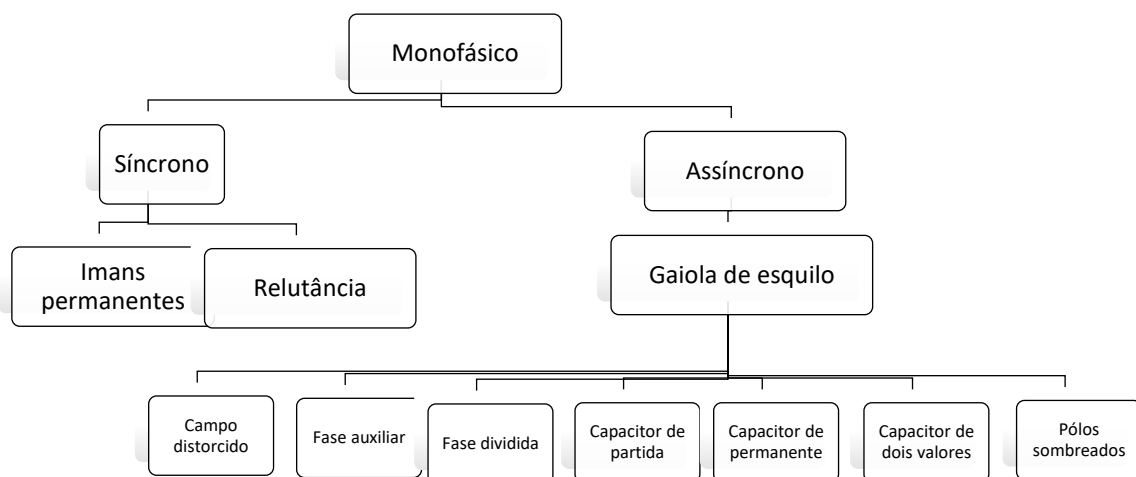 Monofásico
Síncrono
Assíncrono
Imans
permanentes
Relutância
Gaiola de esquilo
Campo
distorcido
Fase auxiliar
Fase dividida
Capacitor de
partida
Capacitor de
permanente
Capacitor de
dois valores
Pólos
sombreados